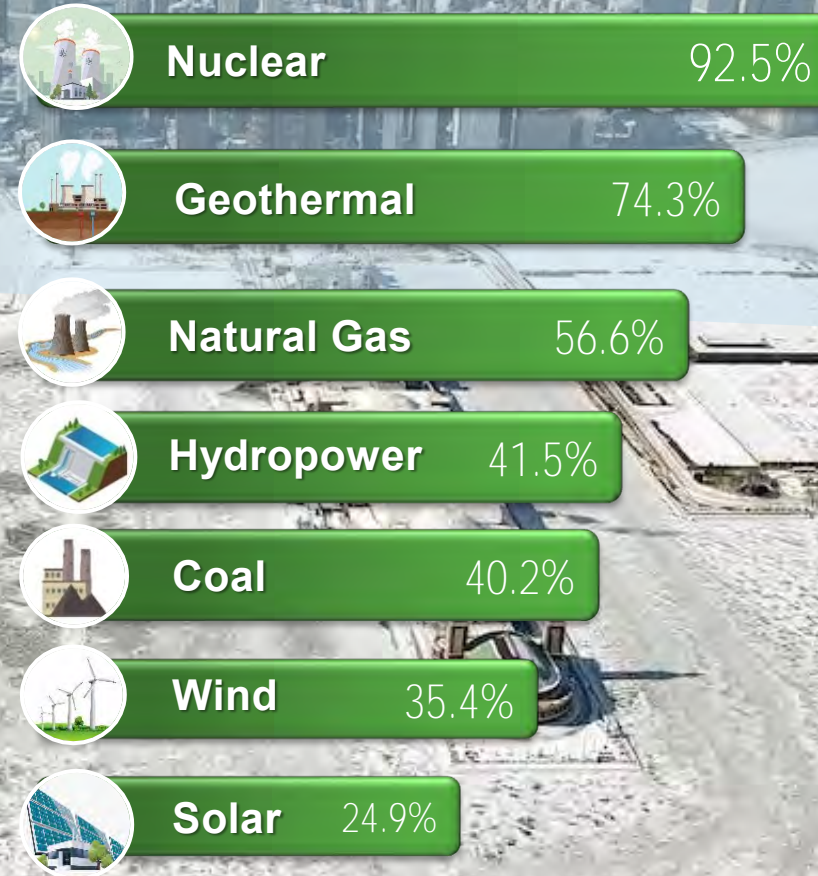 Nuclear 92.5%
Geothermal 74.3%
Natural Gas 56.6%
Hydropower 41.5%
Coal 40.2%
Wind 35.4%
Solar 24.9%